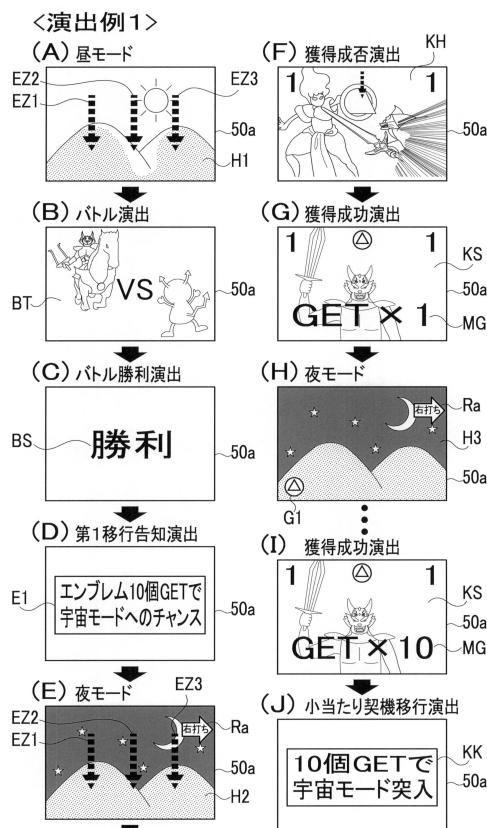 <演出例1>
(A) 昼モード
EZ2
EZ1
EZ3
50a
H1
(B) バトル演出
BT
VS
50a
(C) バトル勝利演出
BS
勝利
50a
(D) 第1移行告知演出
E1
エンブレム10個GETで
宇宙モードへのチャンス
50a
(E) 夜モード
EZ3
EZ2
EZ1
右打ち
Ra
50a
H2
(F) 獲得成否演出
KH
1
1
50a
(G) 獲得成功演出
1
1
KS
50a
GET×1
MG
(H) 夜モード
右打ち
Ra
H3
50a
G1
(I) 獲得成功演出
1
1
KS
50a
GET×10
MG
(J) 小当たり契機移行演出
10個GETで
宇宙モード突入
KK
50a